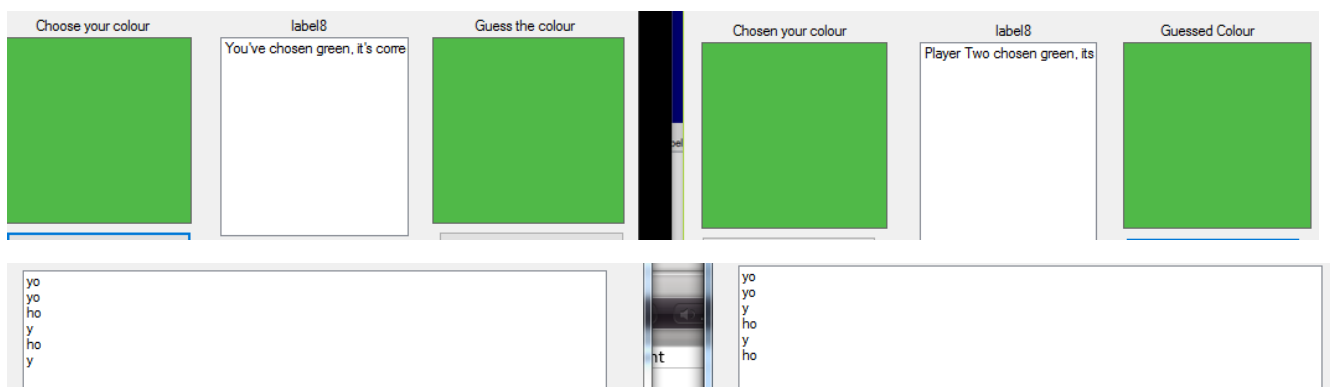 Choose your colour
label8
Guess the colour
You've chosen green, it's corre
Chosen your colour
label8
Guessed Colour
Player Two chosen green, its
pel
yo
yo
ho
y
ho
y
nt
yo
yo
y
ho
y
ho